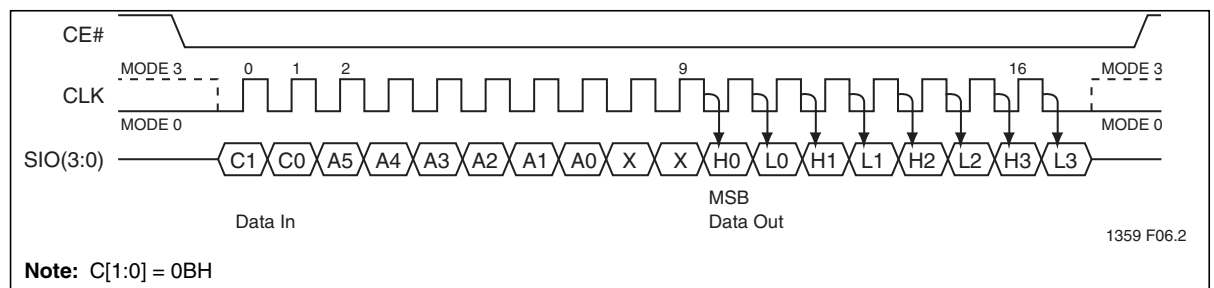 CE#
MODE 3 0 1 2 9 16 MODE 3
CLK
MODE 0 MODE 0
SIO(3:0) C1 C0 A5 A4 A3 A2 A1 A0 X X H0 L0 H1 L1 H2 L2 H3 L3
MSB
Data In Data Out
1359 F06.2
Note: C[1:0] = 0BH